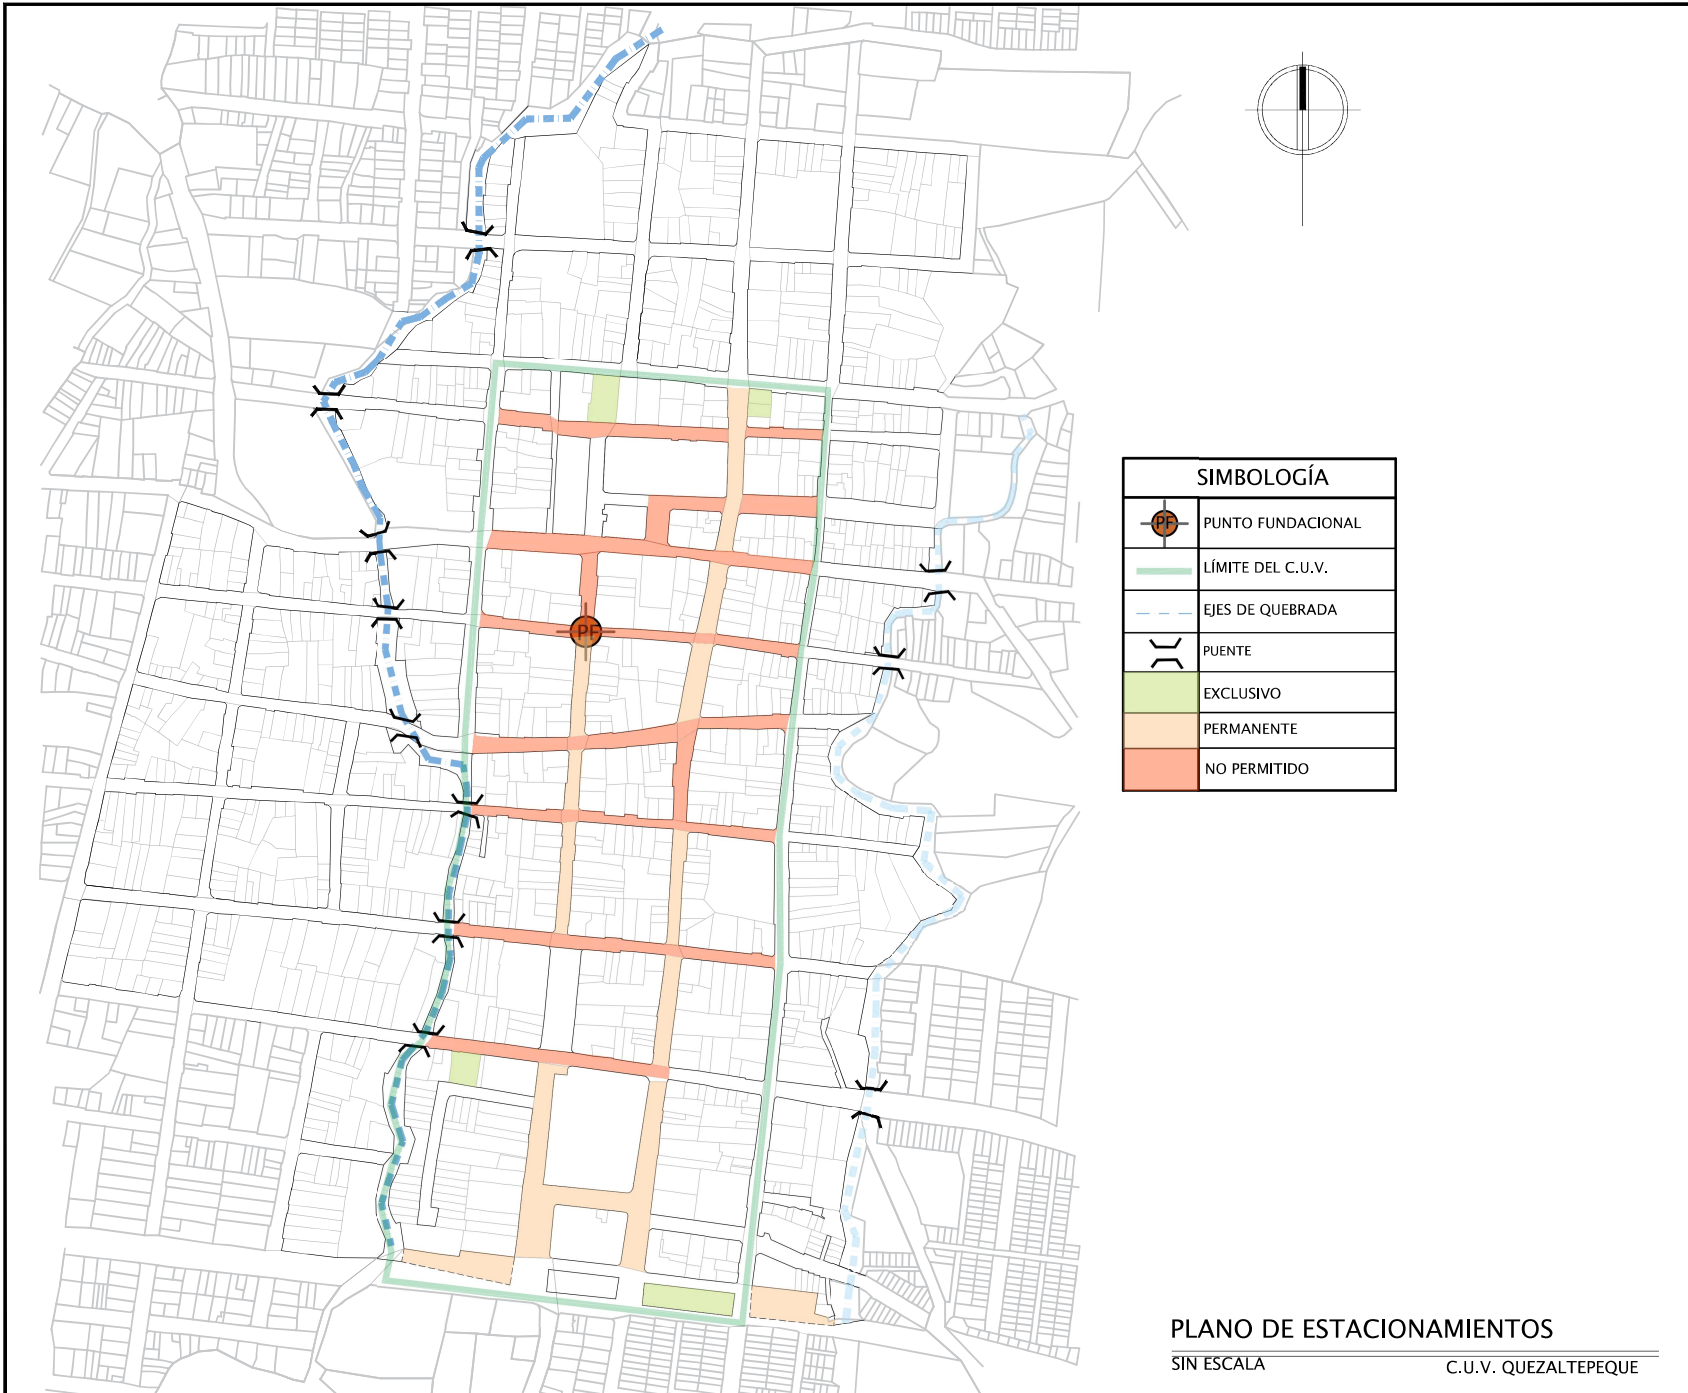 SIMBOLOGÍA
PF PUNTO FUNDACIONAL
LÍMITE DEL C.U.V.
EJES DE QUEBRADA
PUENTE
EXCLUSIVO
PERMANENTE
NO PERMITIDO
PF
PLANO DE ESTACIONAMIENTOS
SIN ESCALA C.U.V. QUEZALTEPEQUE